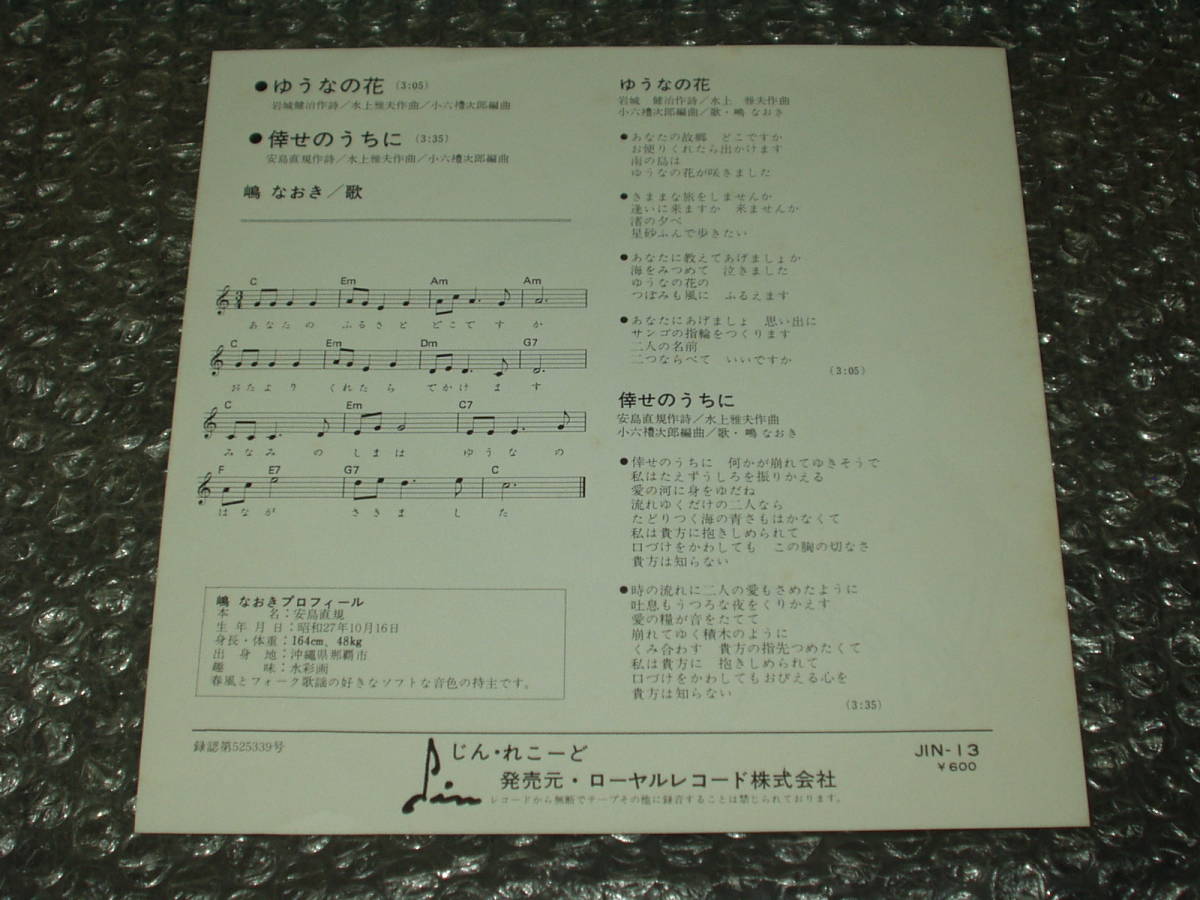 ●ゆうなの花 (3:05)
岩城健治作詩/水上雅夫作曲/小六禮次郎編曲
●倖せのうちに (3:35)
安島直規作詩/水上雅夫作曲/小六禮次郎編曲
嶋 なおき/歌
C Em Am Am
3 4
あなたの ふるさと どこです か
C Em Dm G7
おたより くれたら でかけま す
C Em C7
みなみ の しまは ゆうな の
F E7 G7 C
はなが さきまし た
嶋 なおきプロフィール
本 名:安島直規
生年月日:昭和27年10月16日
身長・体重:164cm、48kg
出身地:沖縄県那覇市
趣 味:水彩画
春風とフォーク歌謡の好きなソフトな音色の持主です。
ゆうなの花
岩城 健治作詩/水上 雅夫作曲
小六禮次郎編曲/歌・嶋 なおき
●あなたの故郷 どこですか
お便りくれたら出かけます
南の島は
ゆうなの花が咲きました
●きままな旅をしませんか
逢いに来ますか 来ませんか
渚の夕べ
星砂ふんで歩きたい
●あなたに教えてあげましょか
海をみつめて 泣きました
ゆうなの花の
つぼみも風に ふるえます
●あなたにあげましょ 思い出に
サンゴの指輪をつくります
二人の名前
二つならべて いいですか
(3:05)
倖せのうちに
安島直規作詩/水上雅夫作曲
小六禮次郎編曲/歌・嶋 なおき
●倖せのうちに 何かが崩れてゆきそうで
私はたえずうしろを振りかえる
愛の河に身をゆだね
流れゆくだけの二人なら
たどりつく海の青さもはかなくて
私は貴方に抱きしめられて
口づけをかわしても この胸の切なさ
貴方は知らない
●時の流れに二人の愛もさめたように
吐息もうつろな夜をくりかえす
愛の糧が音をたてて
崩れてゆく積木のように
くみ合わす 貴方の指先つめたくて
私は貴方に 抱きしめられて
口づけをかわしてもおびえる心を
貴方は知らない
(3:35)
録認第525339号
Jin
じん・れこーど
発売元・ローヤルレコード株式会社
レコードから無断でテープその他に録音することは禁じられております。
JIN-13
¥600